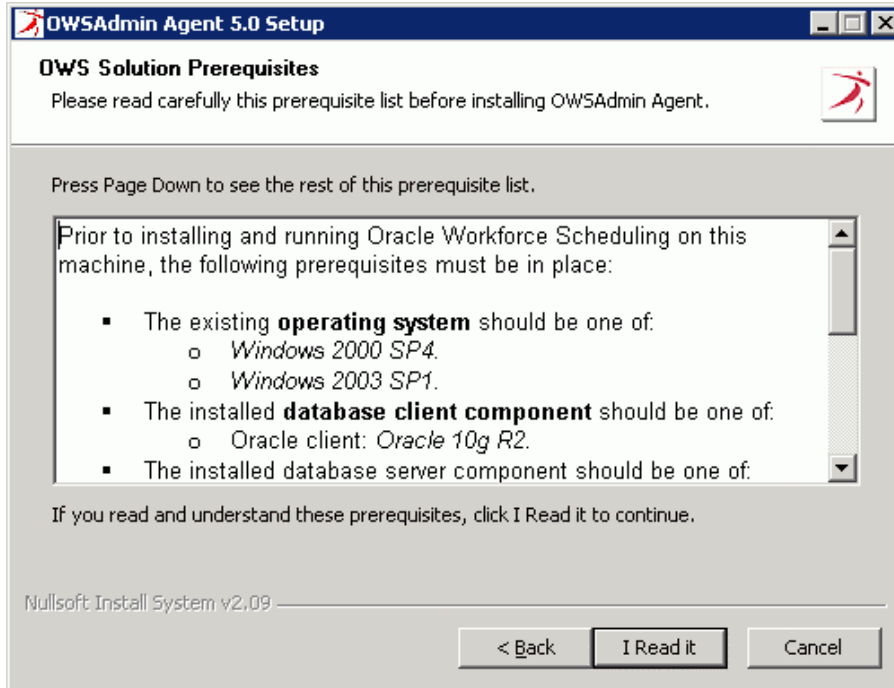 OWSAdmin Agent 5.0 Setup
OWS Solution Prerequisites
Please read carefully this prerequisite list before installing OWSAdmin Agent.
Press Page Down to see the rest of this prerequisite list.
Prior to installing and running Oracle Workforce Scheduling on this
machine, the following prerequisites must be in place:
▪ The existing operating system should be one of:
o Windows 2000 SP4.
o Windows 2003 SP1.
▪ The installed database client component should be one of:
o Oracle client: Oracle 10g R2.
▪ The installed database server component should be one of:
If you read and understand these prerequisites, click I Read it to continue.
Nullsoft Install System v2.09
< Back I Read it Cancel